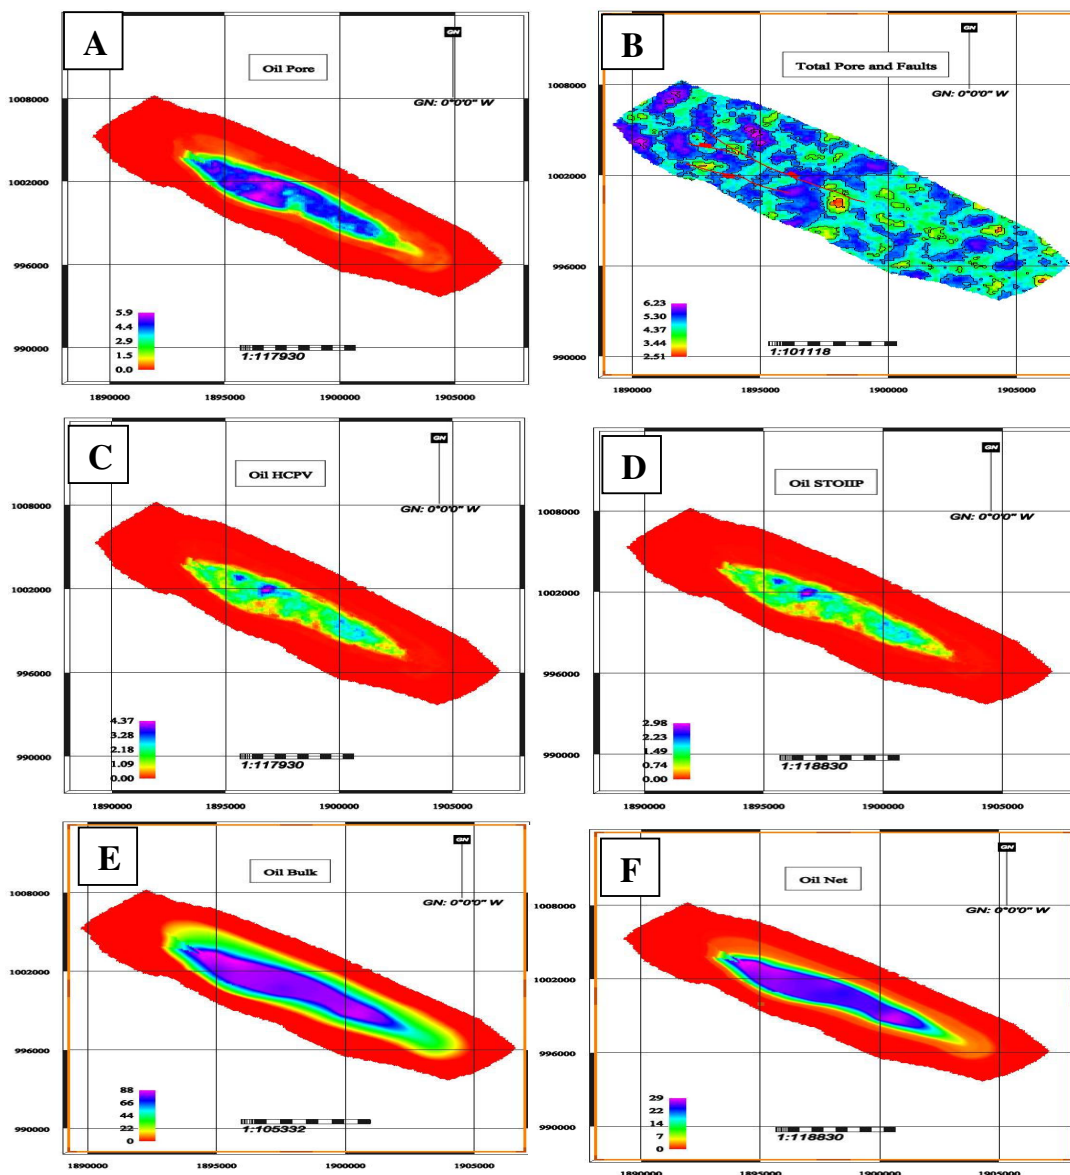 A
Oil Pore
GN
GN: 0°0'0" W
1008000
1002000
996000
990000
5.9
4.4
2.9
1.5
0.0
1:117930
1890000 1895000 1900000 1905000
B
Total Pore and Faults
GN
GN: 0°0'0" W
1008000
1002000
996000
990000
6.23
5.30
4.37
3.44
2.51
1:101118
1890000 1895000 1900000 1905000
C
Oil HCPV
GN
GN: 0°0'0" W
1008000
1002000
996000
990000
4.37
3.28
2.18
1.09
0.00
1:117930
1890000 1895000 1900000 1905000
D
Oil STOIIP
GN
GN: 0°0'0" W
1008000
1002000
996000
990000
2.98
2.23
1.49
0.74
0.00
1:118830
1890000 1895000 1900000 1905000
E
Oil Bulk
GN
GN: 0°0'0" W
1008000
1002000
996000
990000
88
66
44
22
0
1:105332
1890000 1895000 1900000 1905000
F
Oil Net
GN
GN: 0°0'0" W
1008000
1002000
996000
990000
29
22
14
7
0
1:118830
1890000 1895000 1900000 1905000